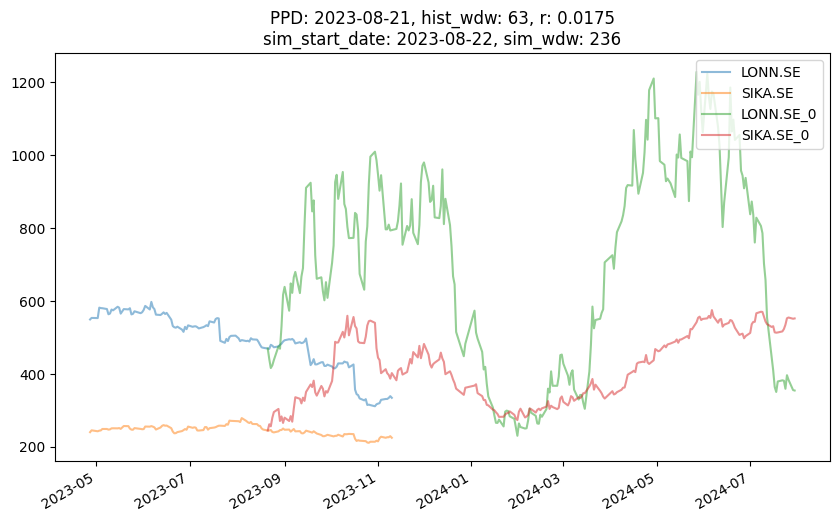 PPD: 2023-08-21, hist_wdw: 63, r: 0.0175
sim_start_date: 2023-08-22, sim_wdw: 236
LONN.SE
SIKA.SE
LONN.SE_0
SIKA.SE_0
1200
1000
800
600
400
200
2023-05
2023-07
2023-09
2023-11
2024-01
2024-03
2024-05
2024-07